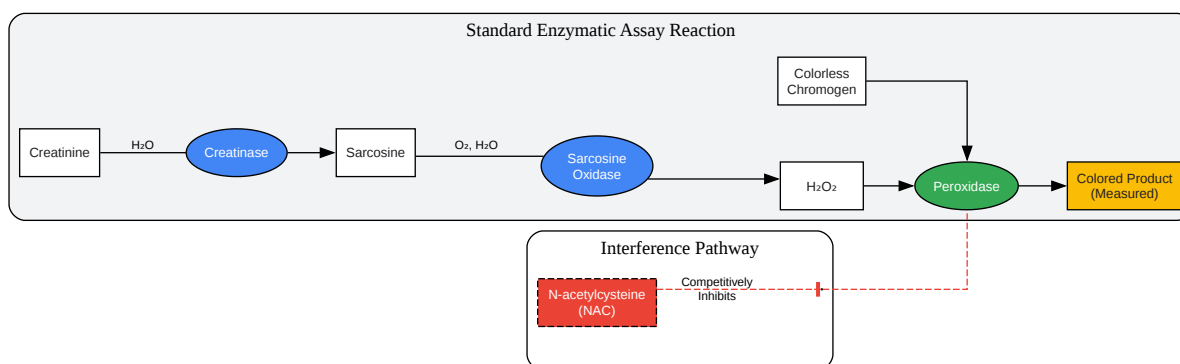 Standard Enzymatic Assay Reaction
Colorless
Chromogen
Creatinine
H₂O
Creatinase
Sarcosine
O₂, H₂O
Sarcosine
Oxidase
H₂O₂
Peroxidase
Colored Product
(Measured)
Interference Pathway
N-acetylcysteine
(NAC)
Competitively
Inhibits